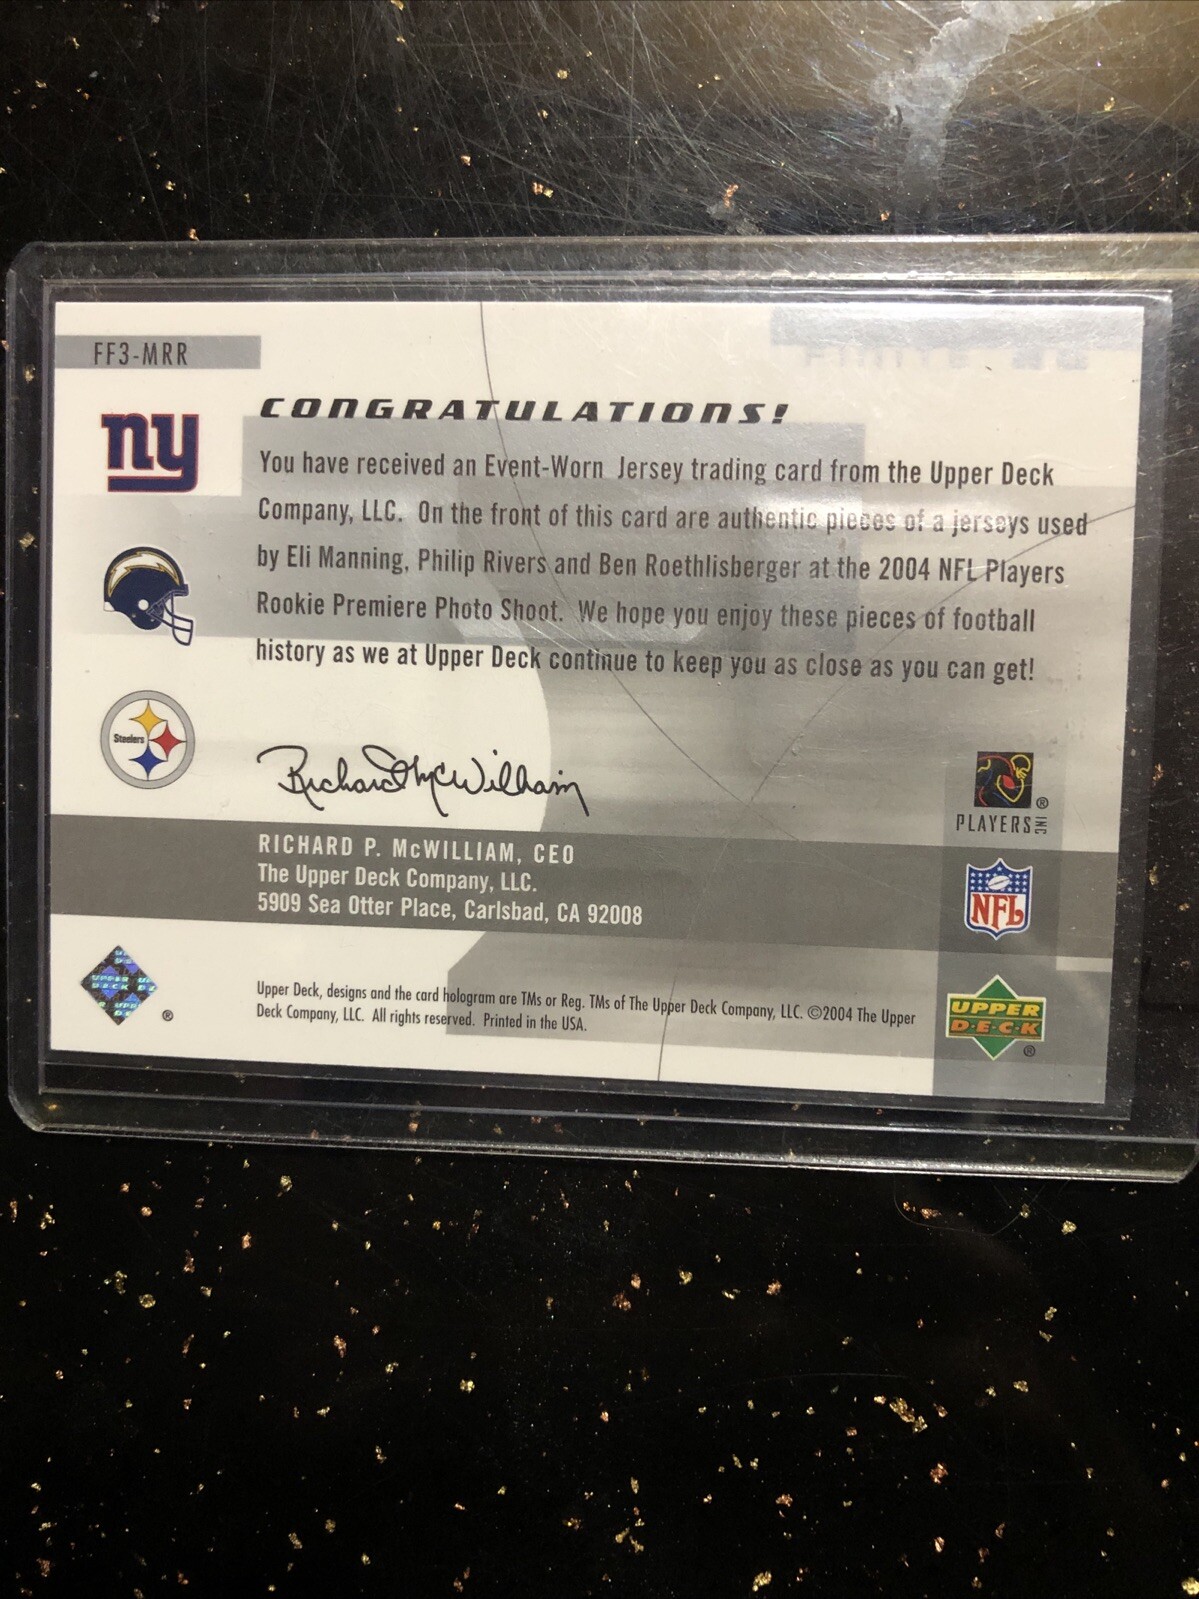 FF3-MRR
ny
CONGRATULATIONS!
You have received an Event-Worn Jersey trading card from the Upper Deck
Company, LLC. On the front of this card are authentic pieces of a jerseys used
by Eli Manning, Philip Rivers and Ben Roethlisberger at the 2004 NFL Players
Rookie Premiere Photo Shoot. We hope you enjoy these pieces of football
history as we at Upper Deck continue to keep you as close as you can get!
Steelers
Richard McWilliam
PLAYERS INC
®
RICHARD P. McWILLIAM, CEO
The Upper Deck Company, LLC.
5909 Sea Otter Place, Carlsbad, CA 92008
NFL
UPPER
DECK
®
Upper Deck, designs and the card hologram are TMs or Reg. TMs of The Upper Deck Company, LLC. ©2004 The Upper
Deck Company, LLC. All rights reserved. Printed in the USA.
UPPER
D·E·C·K
®